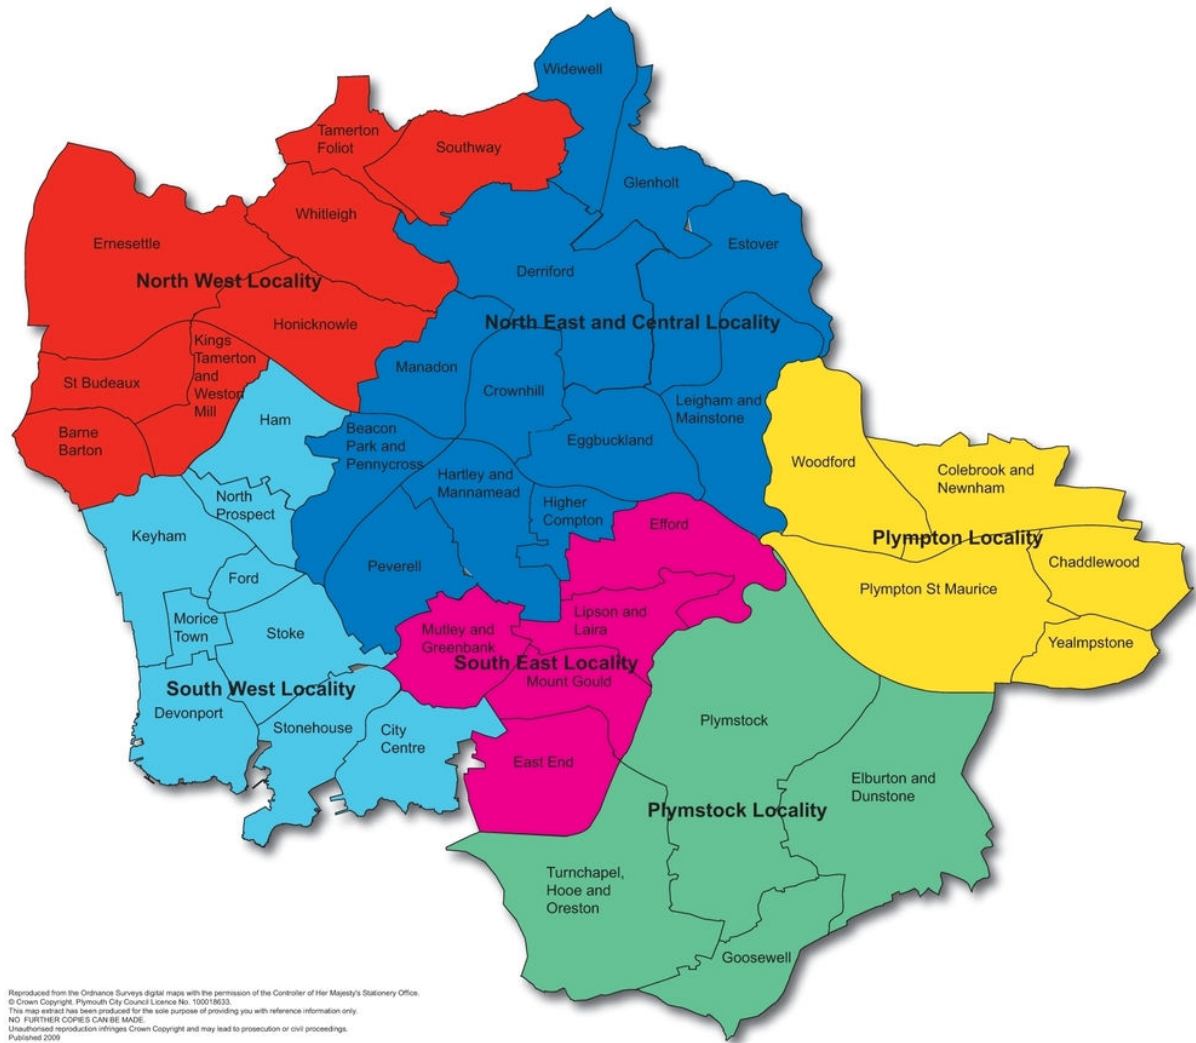 Widewell
Tamerton
Foliot
Southway
Glenholt
Whitleigh
Ernesettle
Estover
Derriford
North West Locality
Honicknowle
North East and Central Locality
Kings
Tamerton
and
Weston
Mill
Manadon
St Budeaux
Crownhill
Leigham and
Mainstone
Ham
Beacon
Park and
Pennycross
Barne
Barton
Eggbuckland
Woodford
Colebrook and
Newnham
Hartley and
Mannamead
North
Prospect
Higher
Compton
Efford
Keyham
Plympton Locality
Chaddlewood
Peverell
Ford
Plympton St Maurice
Morice
Town
Stoke
Lipson and
Laira
Mutley and
Greenbank
Yealmpstone
South East Locality
Mount Gould
South West Locality
Devonport
Stonehouse
City
Centre
Plymstock
East End
Elburton and
Dunstone
Plymstock Locality
Turnchapel,
Hooe and
Oreston
Goosewell
Reproduced from the Ordnance Surveys digital maps with the permission of the Controller of Her Majesty's Stationery Office.
© Crown Copyright. Plymouth City Council Licence No. 100018633.
This map extract has been produced for the sole purpose of providing you with reference information only.
NO FURTHER COPIES CAN BE MADE.
Unauthorised reproduction infringes Crown Copyright and may lead to prosecution or civil proceedings.
Published 2009